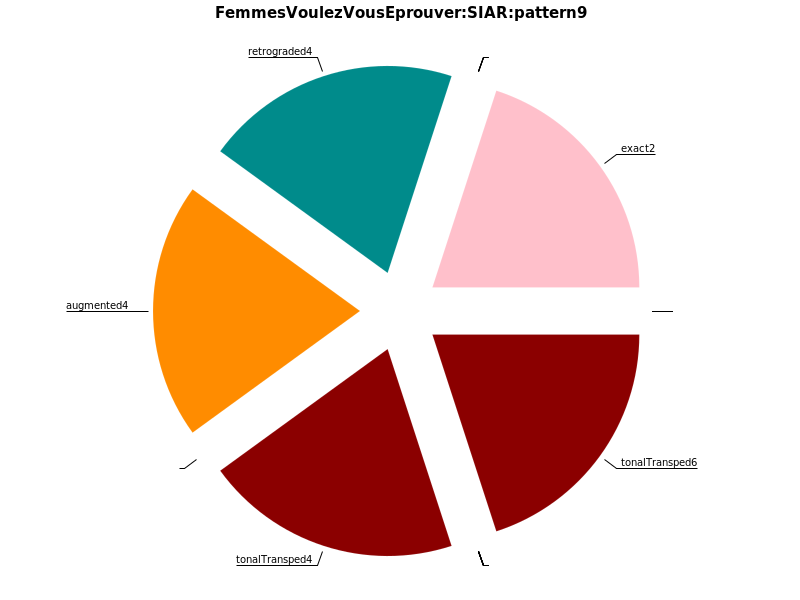 FemmesVoulezVousEprouver:SIAR:pattern9
retrograded4
exact2
augmented4
tonalTransped6
tonalTransped4